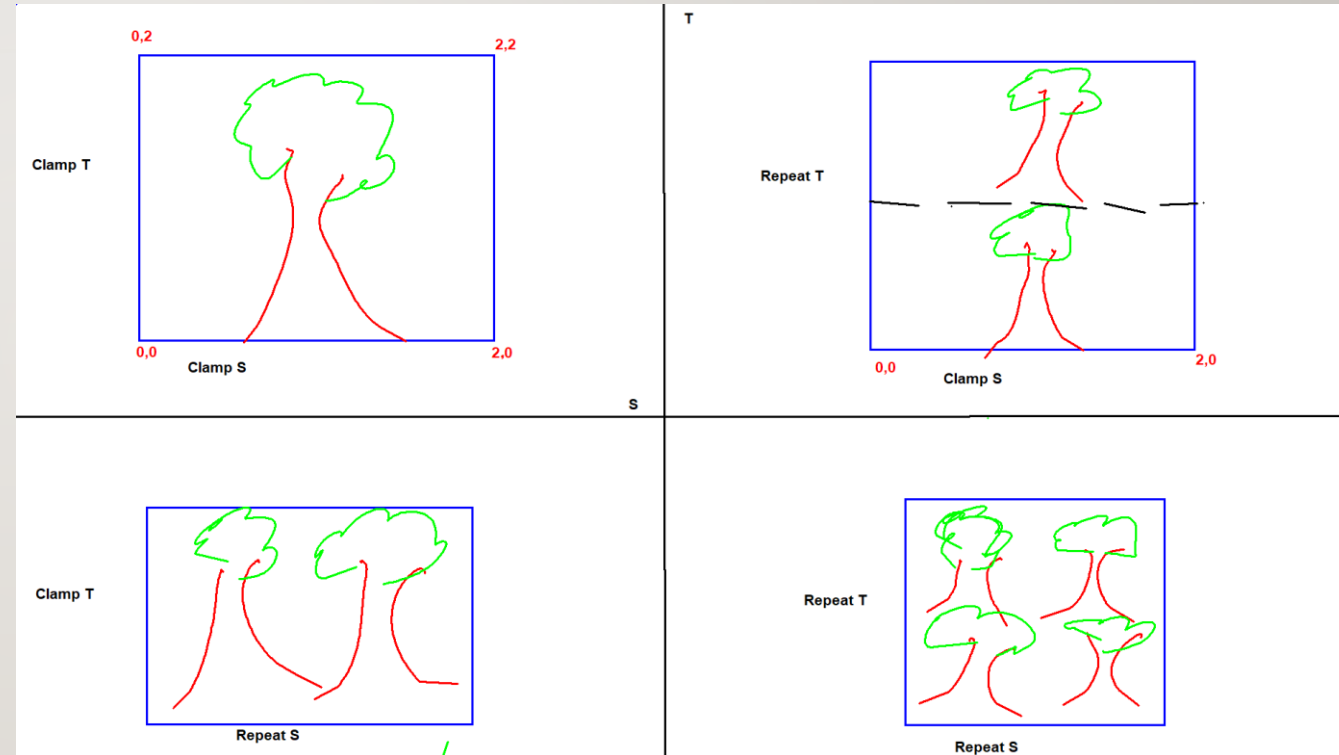 0,2
2,2
Clamp T
0,0
2,0
Clamp S
S
T
Repeat T
0,0
2,0
Clamp S
Clamp T
Repeat S
Repeat T
Repeat S